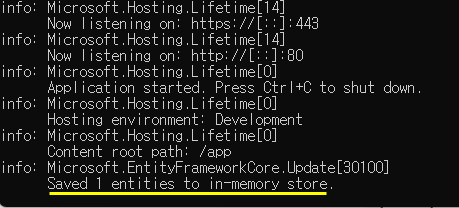 info: Microsoft.Hosting.Lifetime[14]
Now listening on: https://[::]:443
info: Microsoft.Hosting.Lifetime[14]
Now listening on: http://[::]:80
info: Microsoft.Hosting.Lifetime[0]
Application started. Press Ctrl+C to shut down.
info: Microsoft.Hosting.Lifetime[0]
Hosting environment: Development
info: Microsoft.Hosting.Lifetime[0]
Content root path: /app
info: Microsoft.EntityFrameworkCore.Update[30100]
Saved 1 entities to in-memory store.